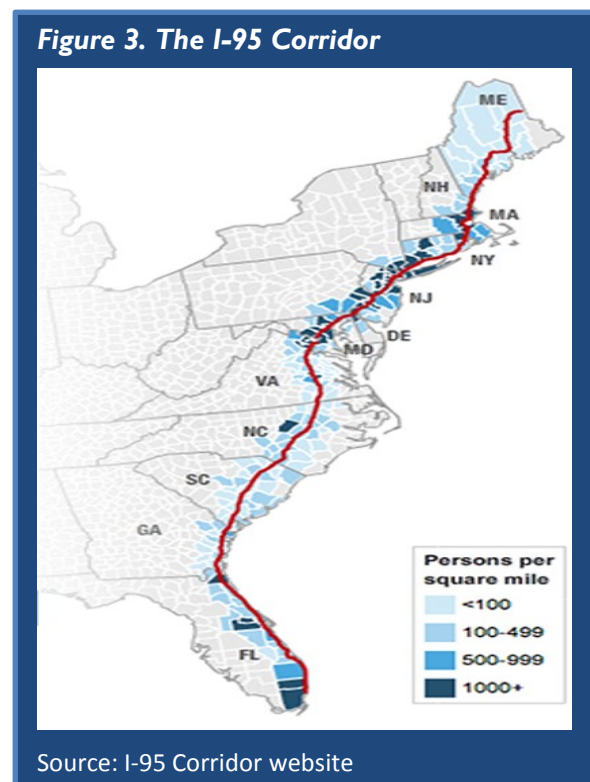 Figure 3. The I-95 Corridor
ME
NH
MA
NY
NJ
DE
MD
VA
NC
SC
GA
FL
Persons per
square mile
<100
100-499
500-999
1000+
Source: I-95 Corridor website